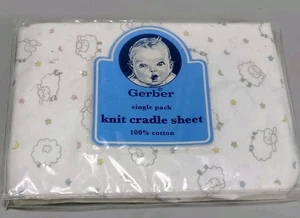 Gerber
single pack
knit cradle sheet
100% cotton